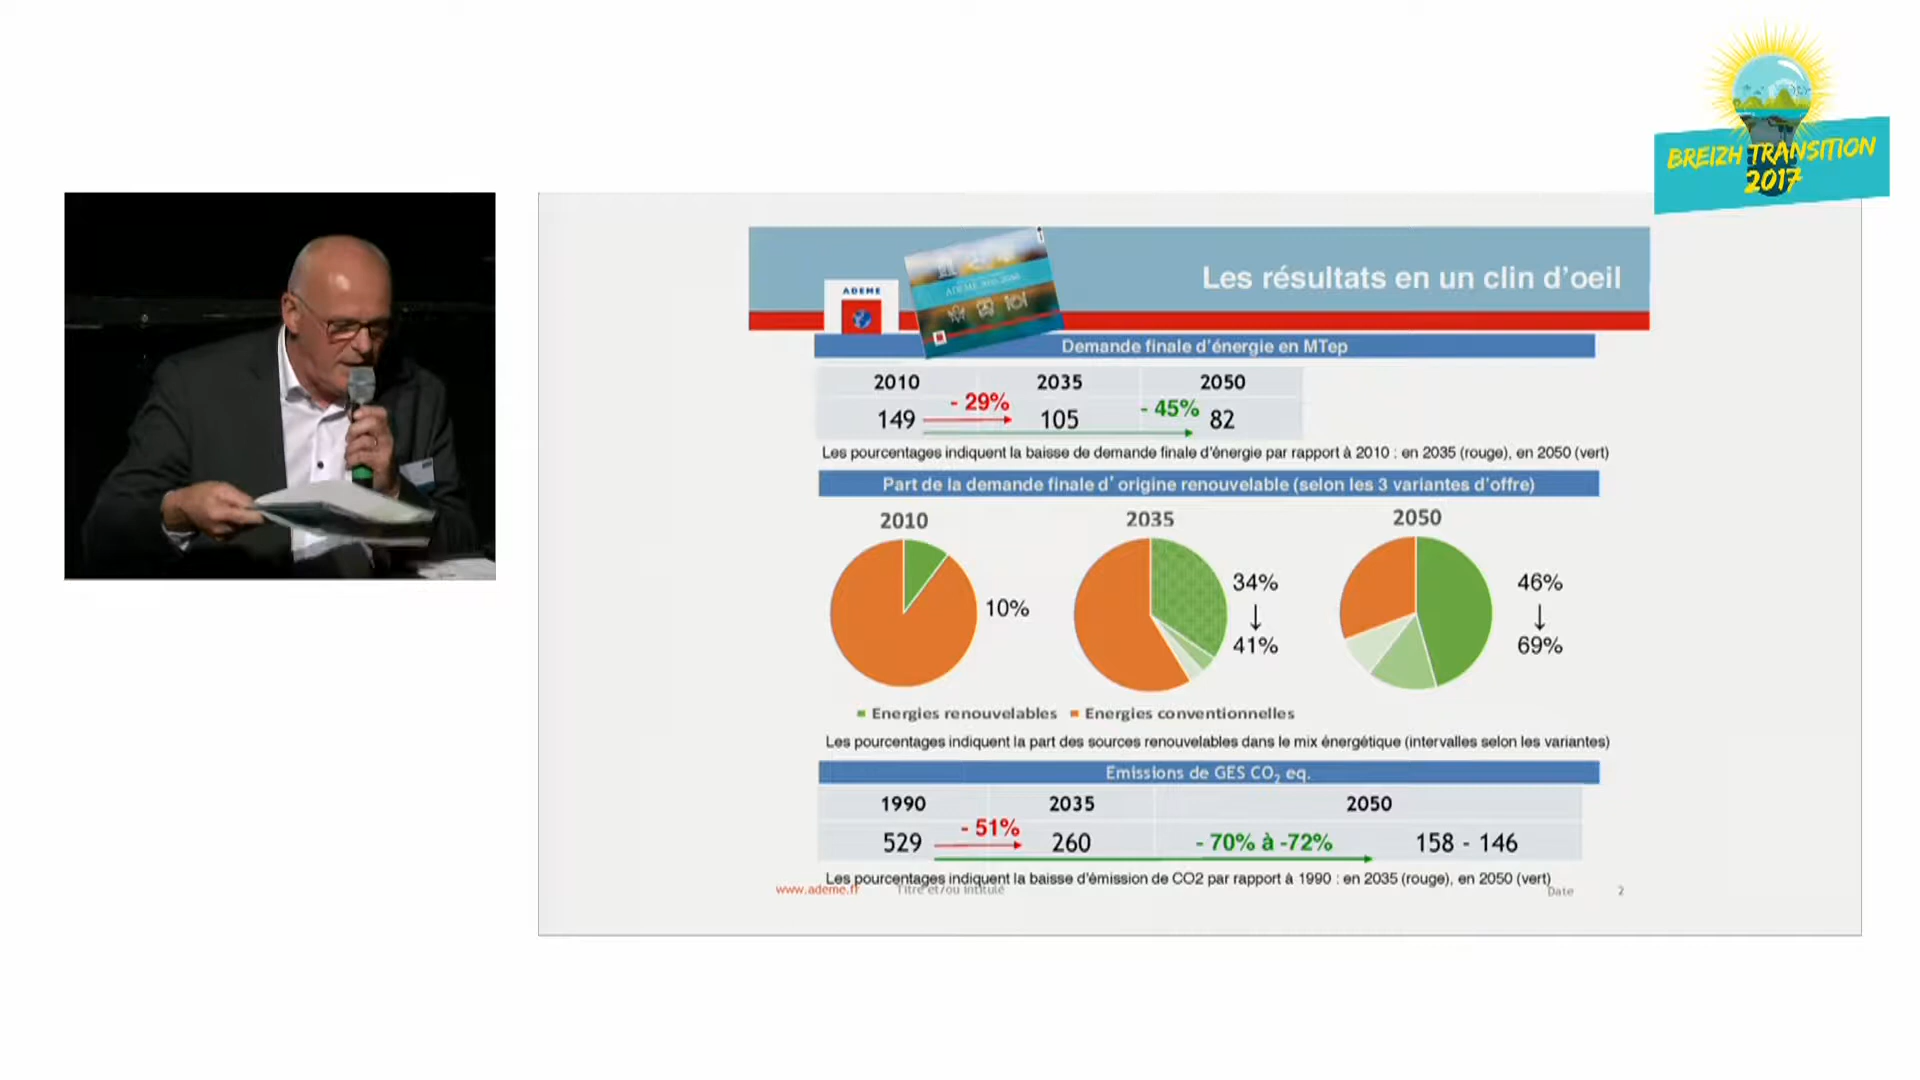 BREIZH TRANSITION
2017
Les résultats en un clin d'oeil
ADEME
Demande finale d'énergie en MTep
2010 2035 2050
149 - 29% 105 - 45% 82
Les pourcentages indiquent la baisse de demande finale d'énergie par rapport à 2010 : en 2035 (rouge), en 2050 (vert)
Part de la demande finale d'origine renouvelable (selon les 3 variantes d'offre)
2010 2035 2050
10%
34%
↓
41%
46%
↓
69%
Energies renouvelables Energies conventionnelles
Les pourcentages indiquent la part des sources renouvelables dans le mix énergétique (intervalles selon les variantes)
Emissions de GES CO2 eq.
1990 2035 2050
529 - 51% 260 - 70% à -72% 158 - 146
Les pourcentages indiquent la baisse d'émission de CO2 par rapport à 1990 : en 2035 (rouge), en 2050 (vert)
www.ademe.fr Titre et/ou intitulé Date 2